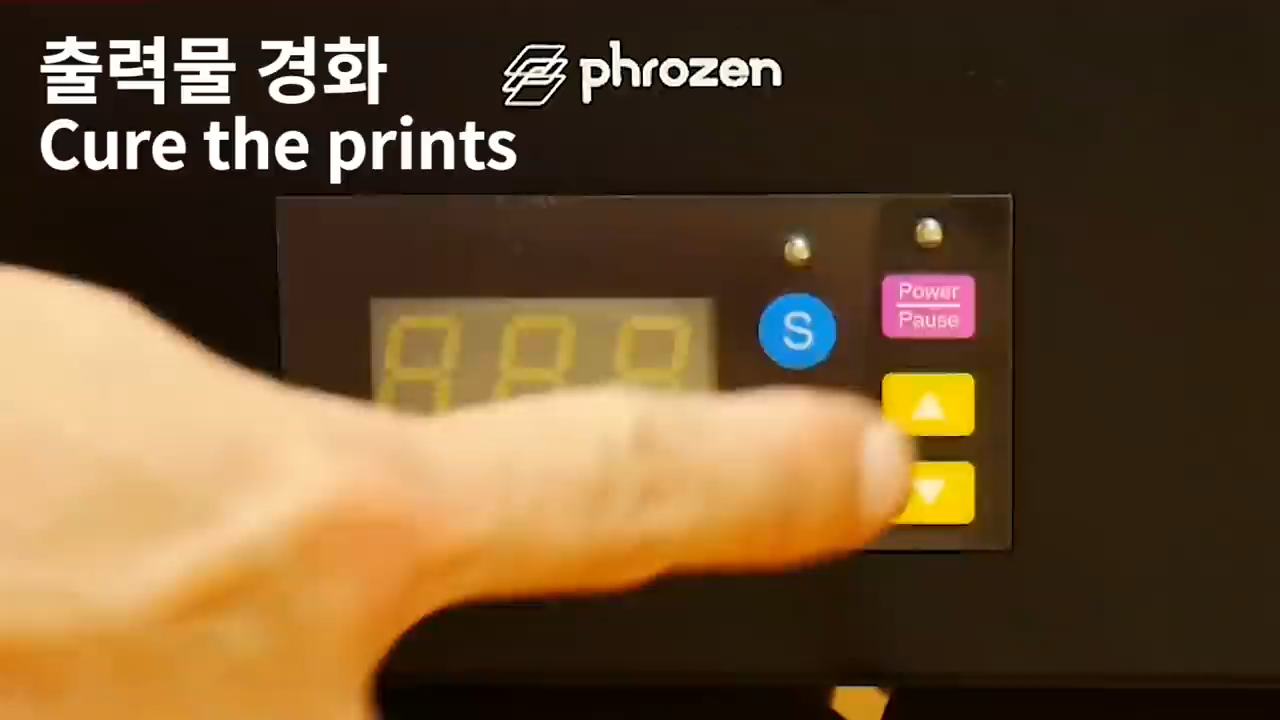 출력물 경화
Cure the prints
phrozen
S
Power
Pause